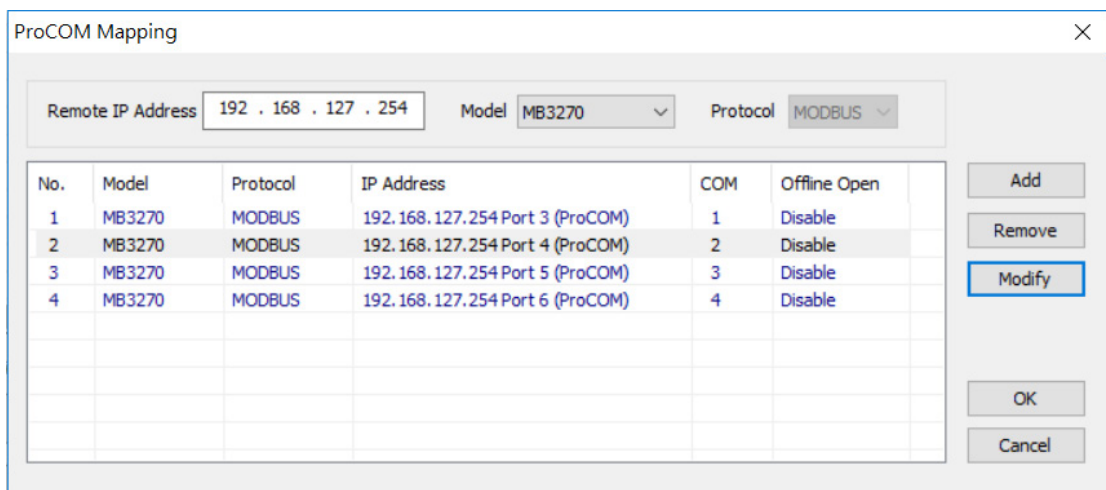 ProCOM Mapping
Remote IP Address 192 . 168 . 127 . 254 Model MB3270 Protocol MODBUS
No. Model Protocol IP Address COM Offline Open
1 MB3270 MODBUS 192.168.127.254 Port 3 (ProCOM) 1 Disable
2 MB3270 MODBUS 192.168.127.254 Port 4 (ProCOM) 2 Disable
3 MB3270 MODBUS 192.168.127.254 Port 5 (ProCOM) 3 Disable
4 MB3270 MODBUS 192.168.127.254 Port 6 (ProCOM) 4 Disable
Add
Remove
Modify
OK
Cancel